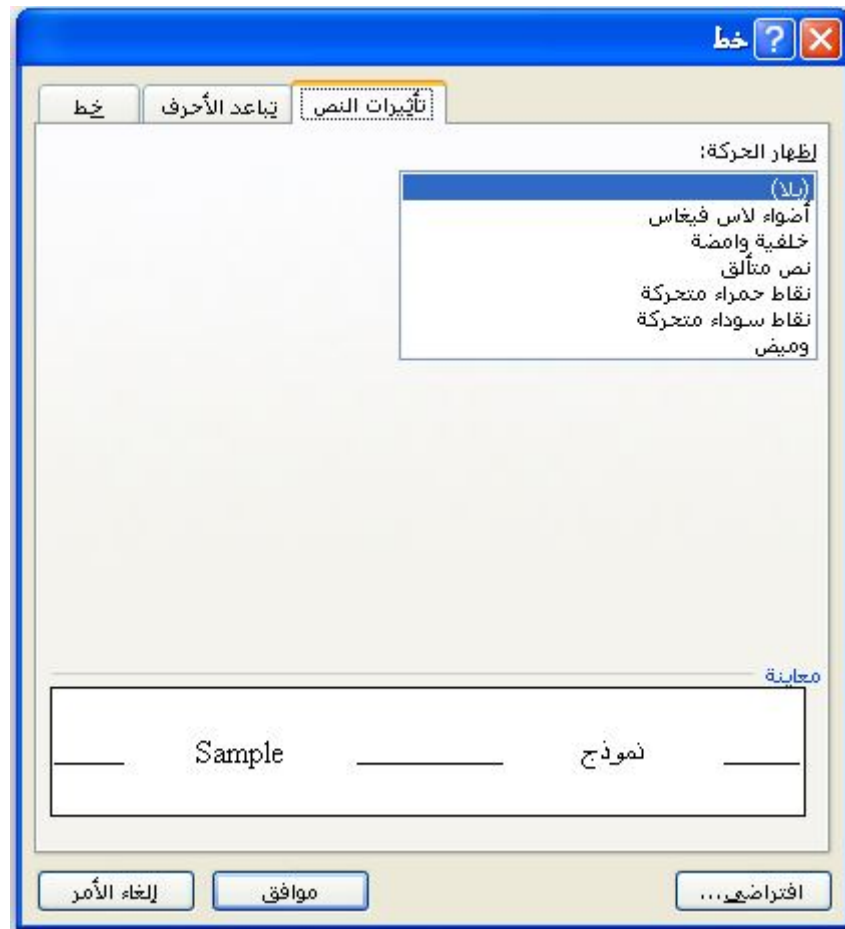 خط
خط
تباعد الأحرف
تأثيرات النص
إظهار الحركة:
(بلا)
أضواء لاس فيغاس
خلفية وامضة
نص متألق
نقاط حمراء متحركة
نقاط سوداء متحركة
وميض
معاينة
نموذج Sample
افتراضي...
موافق
إلغاء الأمر